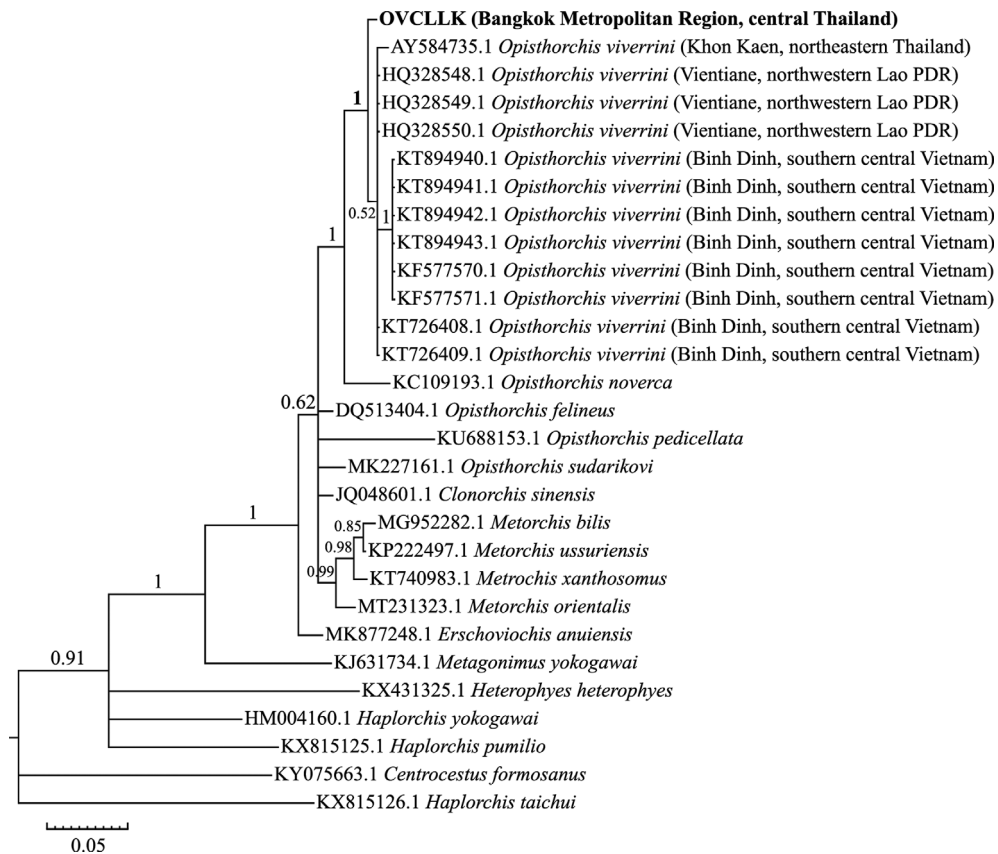 OVCLLK (Bangkok Metropolitan Region, central Thailand)
AY584735.1 Opisthorchis viverrini (Khon Kaen, northeastern Thailand)
HQ328548.1 Opisthorchis viverrini (Vientiane, northwestern Lao PDR)
HQ328549.1 Opisthorchis viverrini (Vientiane, northwestern Lao PDR)
1
HQ328550.1 Opisthorchis viverrini (Vientiane, northwestern Lao PDR)
KT894940.1 Opisthorchis viverrini (Binh Dinh, southern central Vietnam)
KT894941.1 Opisthorchis viverrini (Binh Dinh, southern central Vietnam)
0.52 1 KT894942.1 Opisthorchis viverrini (Binh Dinh, southern central Vietnam)
1 KT894943.1 Opisthorchis viverrini (Binh Dinh, southern central Vietnam)
KF577570.1 Opisthorchis viverrini (Binh Dinh, southern central Vietnam)
KF577571.1 Opisthorchis viverrini (Binh Dinh, southern central Vietnam)
KT726408.1 Opisthorchis viverrini (Binh Dinh, southern central Vietnam)
KT726409.1 Opisthorchis viverrini (Binh Dinh, southern central Vietnam)
KC109193.1 Opisthorchis noverca
0.62 DQ513404.1 Opisthorchis felineus
KU688153.1 Opisthorchis pedicellata
MK227161.1 Opisthorchis sudarikovi
JQ048601.1 Clonorchis sinensis
1 0.85 MG952282.1 Metorchis bilis
0.98 KP222497.1 Metorchis ussuriensis
0.99 KT740983.1 Metrochis xanthosomus
1 MT231323.1 Metorchis orientalis
MK877248.1 Erschoviochis anuiensis
0.91 KJ631734.1 Metagonimus yokogawai
KX431325.1 Heterophyes heterophyes
HM004160.1 Haplorchis yokogawai
KX815125.1 Haplorchis pumilio
KY075663.1 Centrocestus formosanus
KX815126.1 Haplorchis taichui
0.05